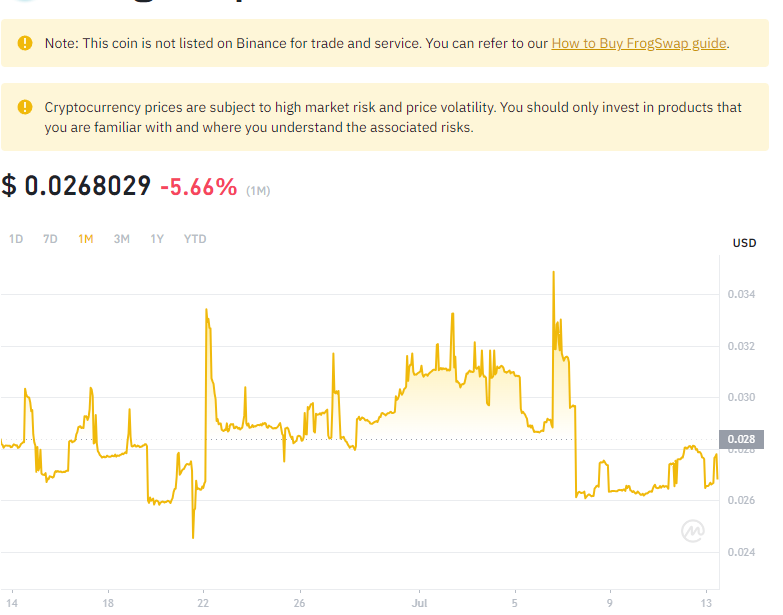 Note: This coin is not listed on Binance for trade and service. You can refer to our How to Buy FrogSwap guide.
Cryptocurrency prices are subject to high market risk and price volatility. You should only invest in products that
you are familiar with and where you understand the associated risks.
$ 0.0268029 -5.66% (1M)
1D 7D 1M 3M 1Y YTD
USD
0.034
0.032
0.030
0.028
0.028
0.026
0.024
14 18 22 26 Jul 5 9 13